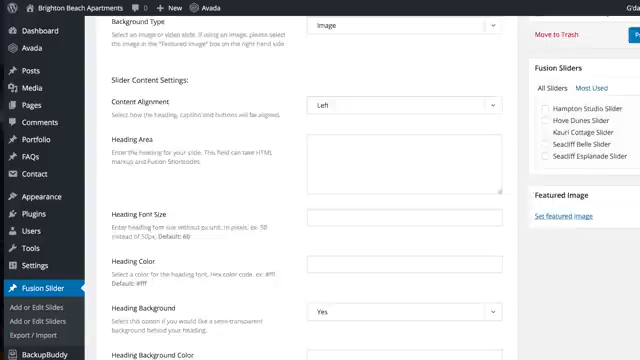 Brighton Beach Apartments 0 New Avada G'da
Dashboard
Avada
Posts
Media
Pages
Comments
Portfolio
FAQs
Contact
Appearance
Plugins
Users
Tools
Settings
Fusion Slider
Add or Edit Slides
Add or Edit Sliders
Export / Import
BackupBuddy
Background Type
Select an image or video slide. If using an image, please select
the image in the "Featured Image" box on the right hand side
Image
Slider Content Settings:
Content Alignment
Select how the heading, caption and buttons will be aligned.
Left
Heading Area
Enter the heading for your slide. This field can take HTML
markup and Fusion Shortcodes
Heading Font Size
Enter heading font size without px unit. In pixels, ex: 50
instead of 50px. Default: 60
Heading Color
Select a color for the heading font. Hex color code, ex: #fff.
Default: #fff
Heading Background
Select this option if you would like a semi-transparent
background behind your heading.
Yes
Heading Background Color
Move to Trash
Fusion Sliders
All Sliders Most Used
Hampton Studio Slider
Hove Dunes Slider
Kauri Cottage Slider
Seacliff Belle Slider
Seacliff Esplanade Slider
Featured Image
Set featured image